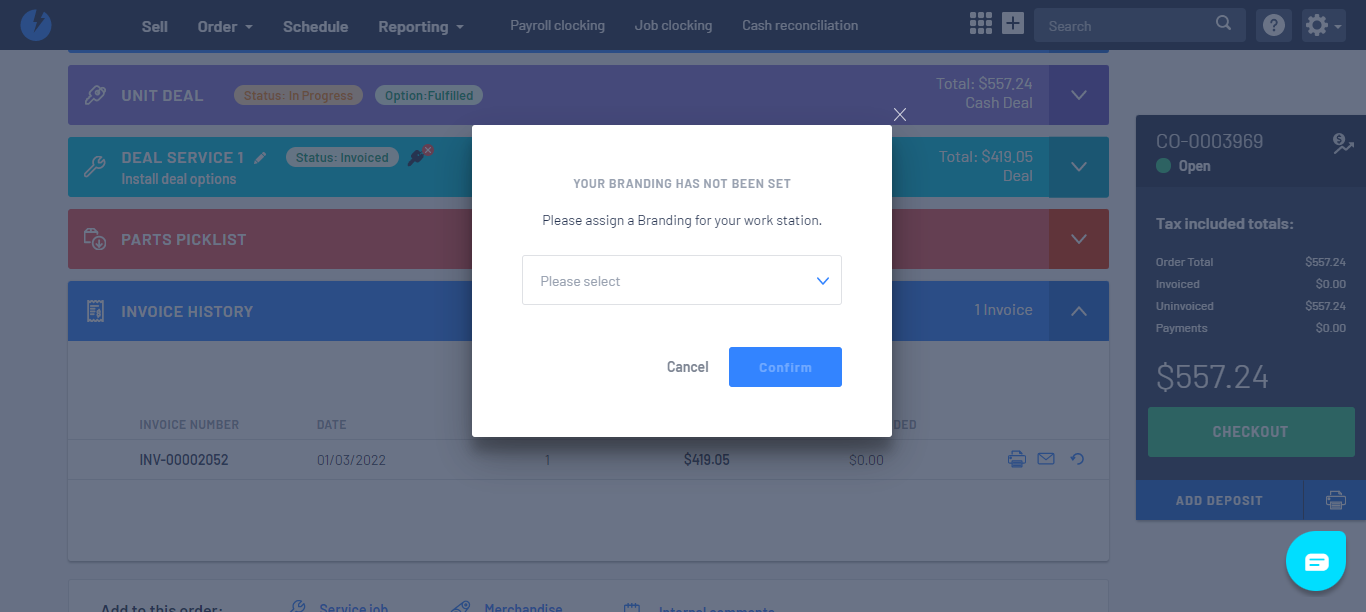 Sell Order Schedule Reporting Payroll clocking Job clocking Cash reconciliation Search
UNIT DEAL Status: In Progress Option:Fulfilled Total: $557.24
Cash Deal
DEAL SERVICE 1 Status: Invoiced Total: $419.05
Install deal options Deal
PARTS PICKLIST
INVOICE HISTORY 1 Invoice
INVOICE NUMBER DATE
INV-00002052 01/03/2022 1 $419.05 $0.00
Add to this order: Service job Merchandise Internal comments
YOUR BRANDING HAS NOT BEEN SET
Please assign a Branding for your work station.
Please select
Cancel Confirm
CO-0003969
Open
Tax included totals:
Order Total $557.24
Invoiced $0.00
Uninvoiced $557.24
Payments $0.00
$557.24
CHECKOUT
ADD DEPOSIT